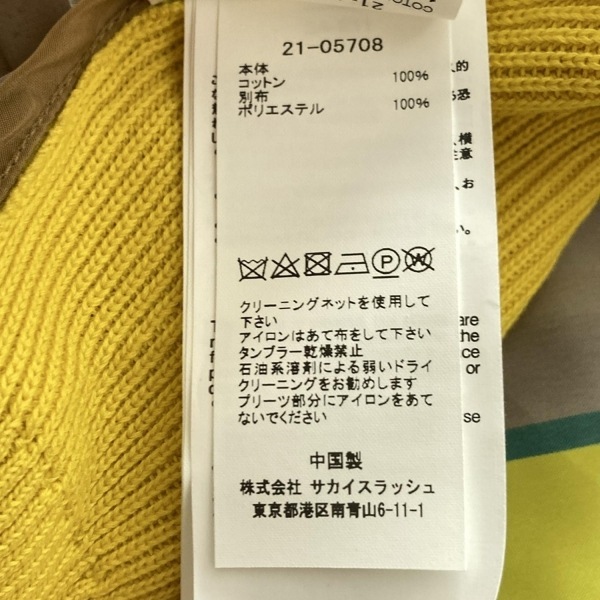 21-05708
本体
コットン 100%
別布
ポリエステル 100%
クリーニングネットを使用して
下さい
アイロンはあて布をして下さい
タンブラー乾燥禁止
石油系溶剤による弱いドライ
クリーニングをお勧めします
プリーツ部分にアイロンをあて
ないでください
中国製
株式会社 サカイスラッシュ
東京都港区南青山6-11-1